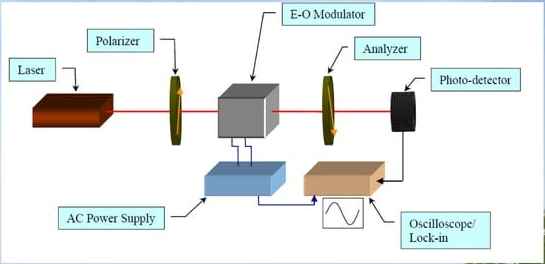 E-O Modulator
Polarizer
Analyzer
Laser
Photo-detector
AC Power Supply
Oscilloscope/
Lock-in